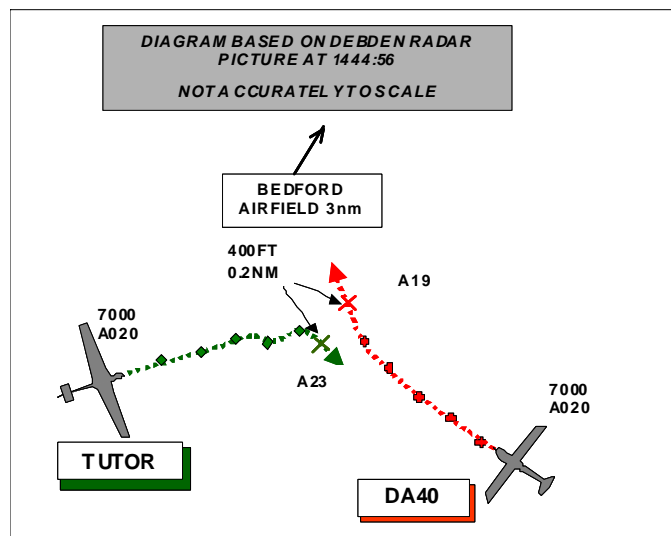 DIAGRAM BASED ON DEBDEN RADAR
PICTURE AT 1444:56
NOT A CCURATELY TO SCALE
BEDFORD
AIRFIELD 3nm
400FT
0.2NM
A19
7000
A020
A23
7000
A020
TUTOR
DA40